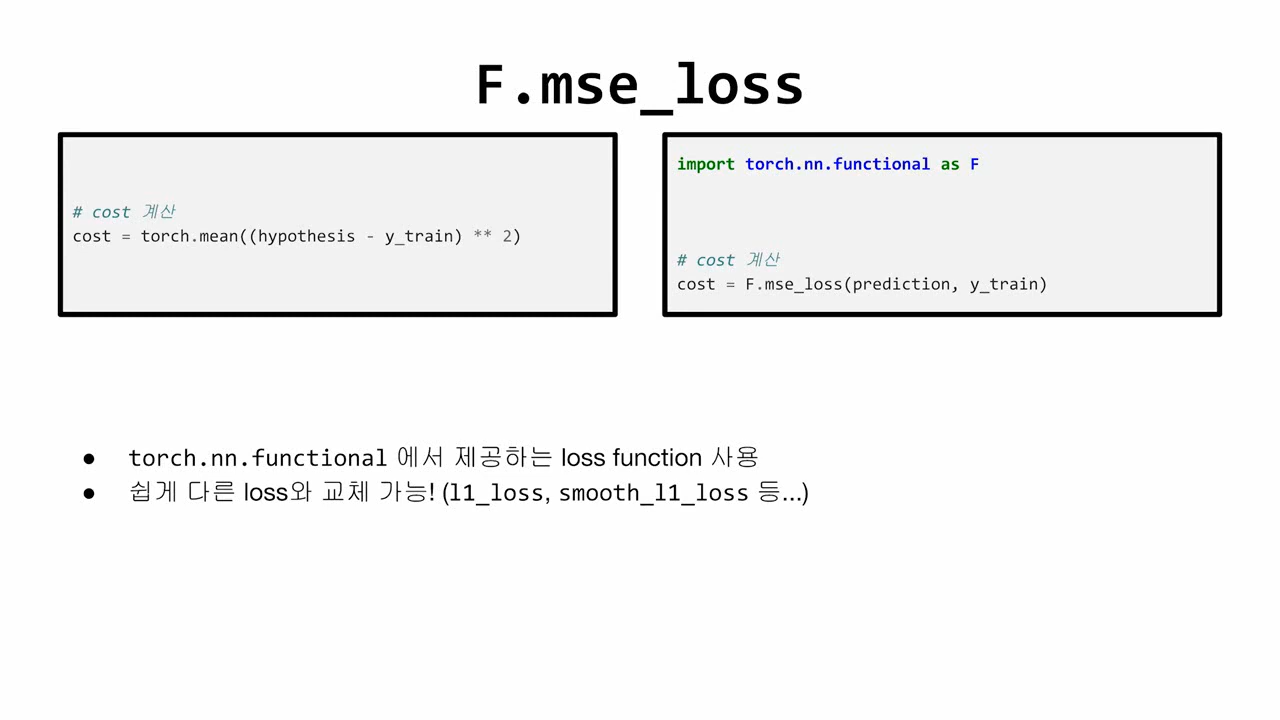 F.mse_loss
# cost 계산
cost = torch.mean((hypothesis - y_train) ** 2)
import torch.nn.functional as F
# cost 계산
cost = F.mse_loss(prediction, y_train)
● torch.nn.functional 에서 제공하는 loss function 사용
● 쉽게 다른 loss와 교체 가능! (l1_loss, smooth_l1_loss 등...)